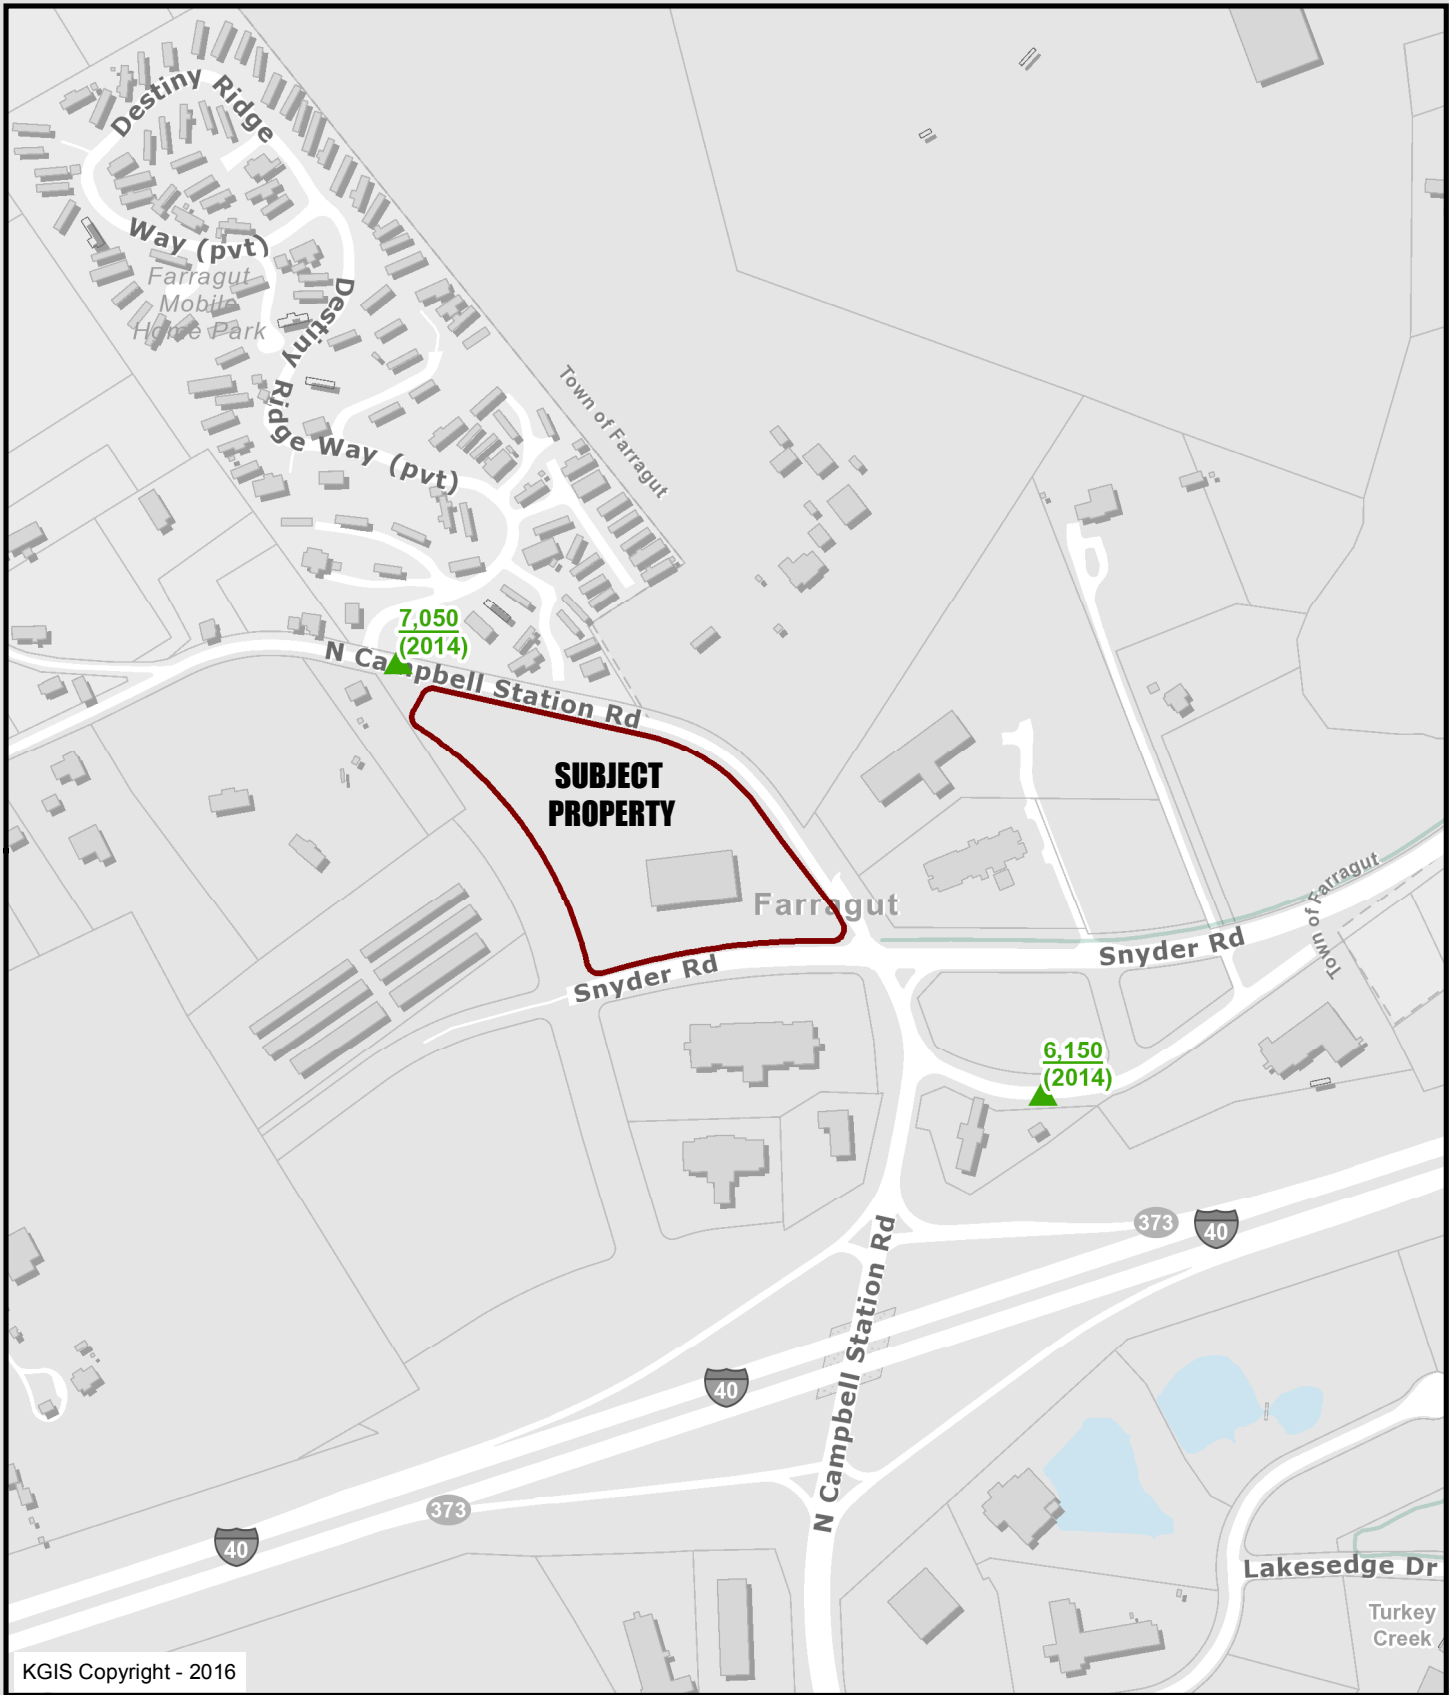 Destiny Ridge
Way (pvt)
Farragut
Mobile
Home Park
Destiny Ridge Way (pvt)
Town of Farragut
7,050
(2014)
N Campbell Station Rd
SUBJECT
PROPERTY
Farragut
Town of Farragut
Town
Snyder Rd
Snyder Rd
6,150
(2014)
373
40
N Campbell Station Rd
40
373
40
Lakesedge Dr
Turkey
Creek
KGIS Copyright - 2016